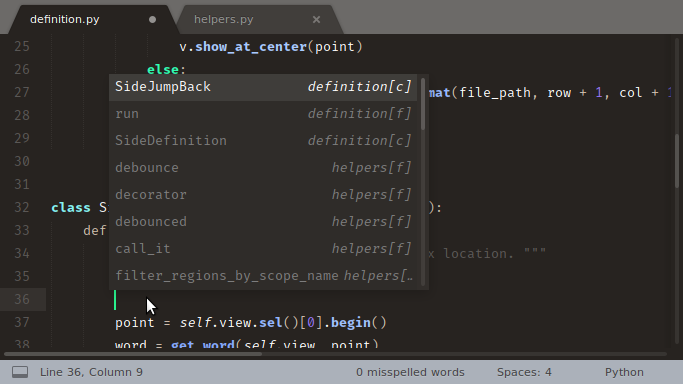 definition.py helpers.py
25 v.show_at_center(point)
26 else:
SideJumpBack definition[c]
27 mat(file_path, row + 1, col + 1
run definition[f]
28
SideDefinition definition[c]
29
debounce helpers[f]
30
decorator helpers[f]
31
32 class S ):
debounced helpers[f]
33 def
call_it helpers[f]
34 x location. """
filter_regions_by_scope_name helpers[..
35
36
37 point = self.view.sel()[0].begin()
38 word = get_word(self.view, point)
Line 36, Column 9 0 misspelled words Spaces: 4 Python